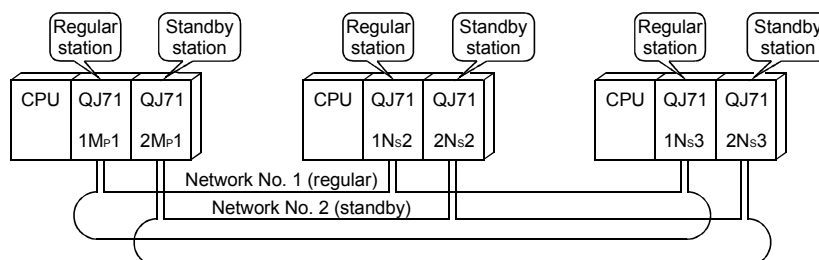 Regular station
Standby station
Regular station
Standby station
Regular station
Standby station
CPU QJ71 QJ71
1MP1 2MP1
CPU QJ71 QJ71
1NS2 2NS2
CPU QJ71 QJ71
1NS3 2NS3
Network No. 1 (regular)
Network No. 2 (standby)